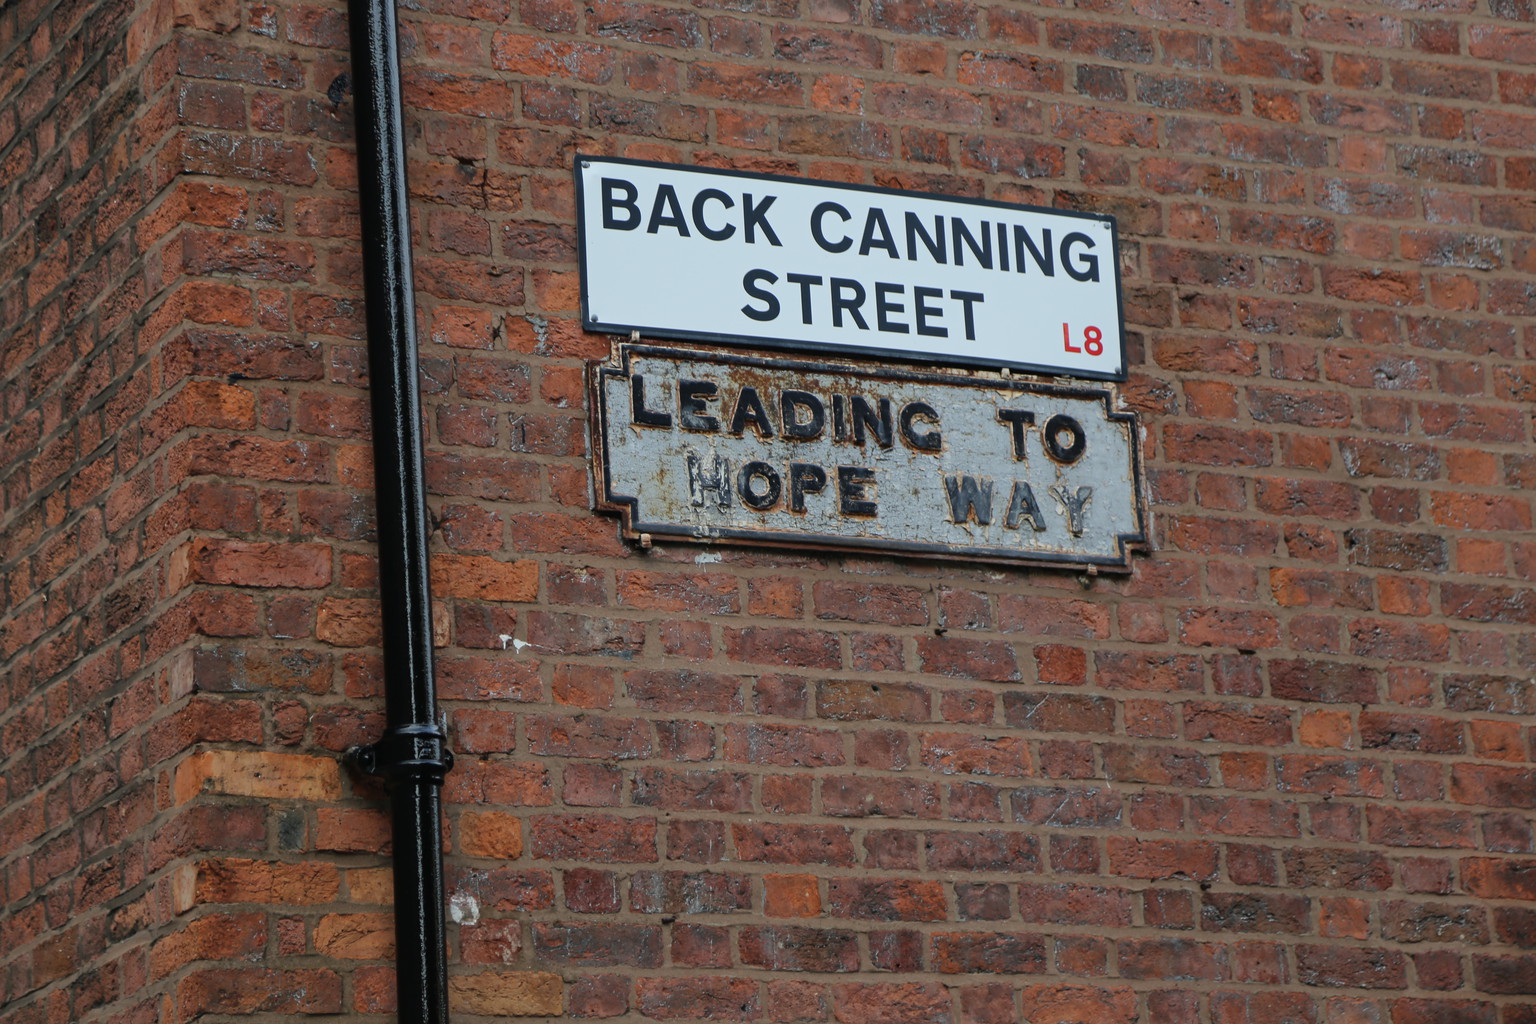 BACK CANNING
STREET
L8
LEADING TO
HOPE WAY